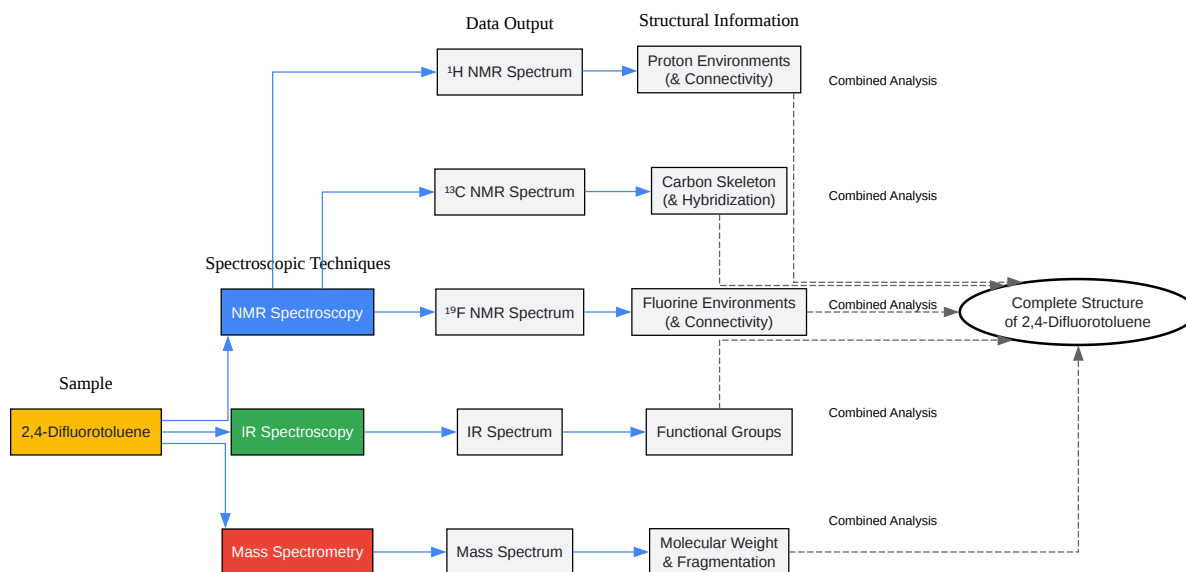 Data Output
Structural Information
¹H NMR Spectrum
Proton Environments
(& Connectivity)
Combined Analysis
¹³C NMR Spectrum
Carbon Skeleton
(& Hybridization)
Combined Analysis
Spectroscopic Techniques
NMR Spectroscopy
¹⁹F NMR Spectrum
Fluorine Environments
(& Connectivity)
Combined Analysis
Complete Structure
of 2,4-Difluorotoluene
Sample
2,4-Difluorotoluene
IR Spectroscopy
IR Spectrum
Functional Groups
Combined Analysis
Mass Spectrometry
Mass Spectrum
Molecular Weight
& Fragmentation
Combined Analysis